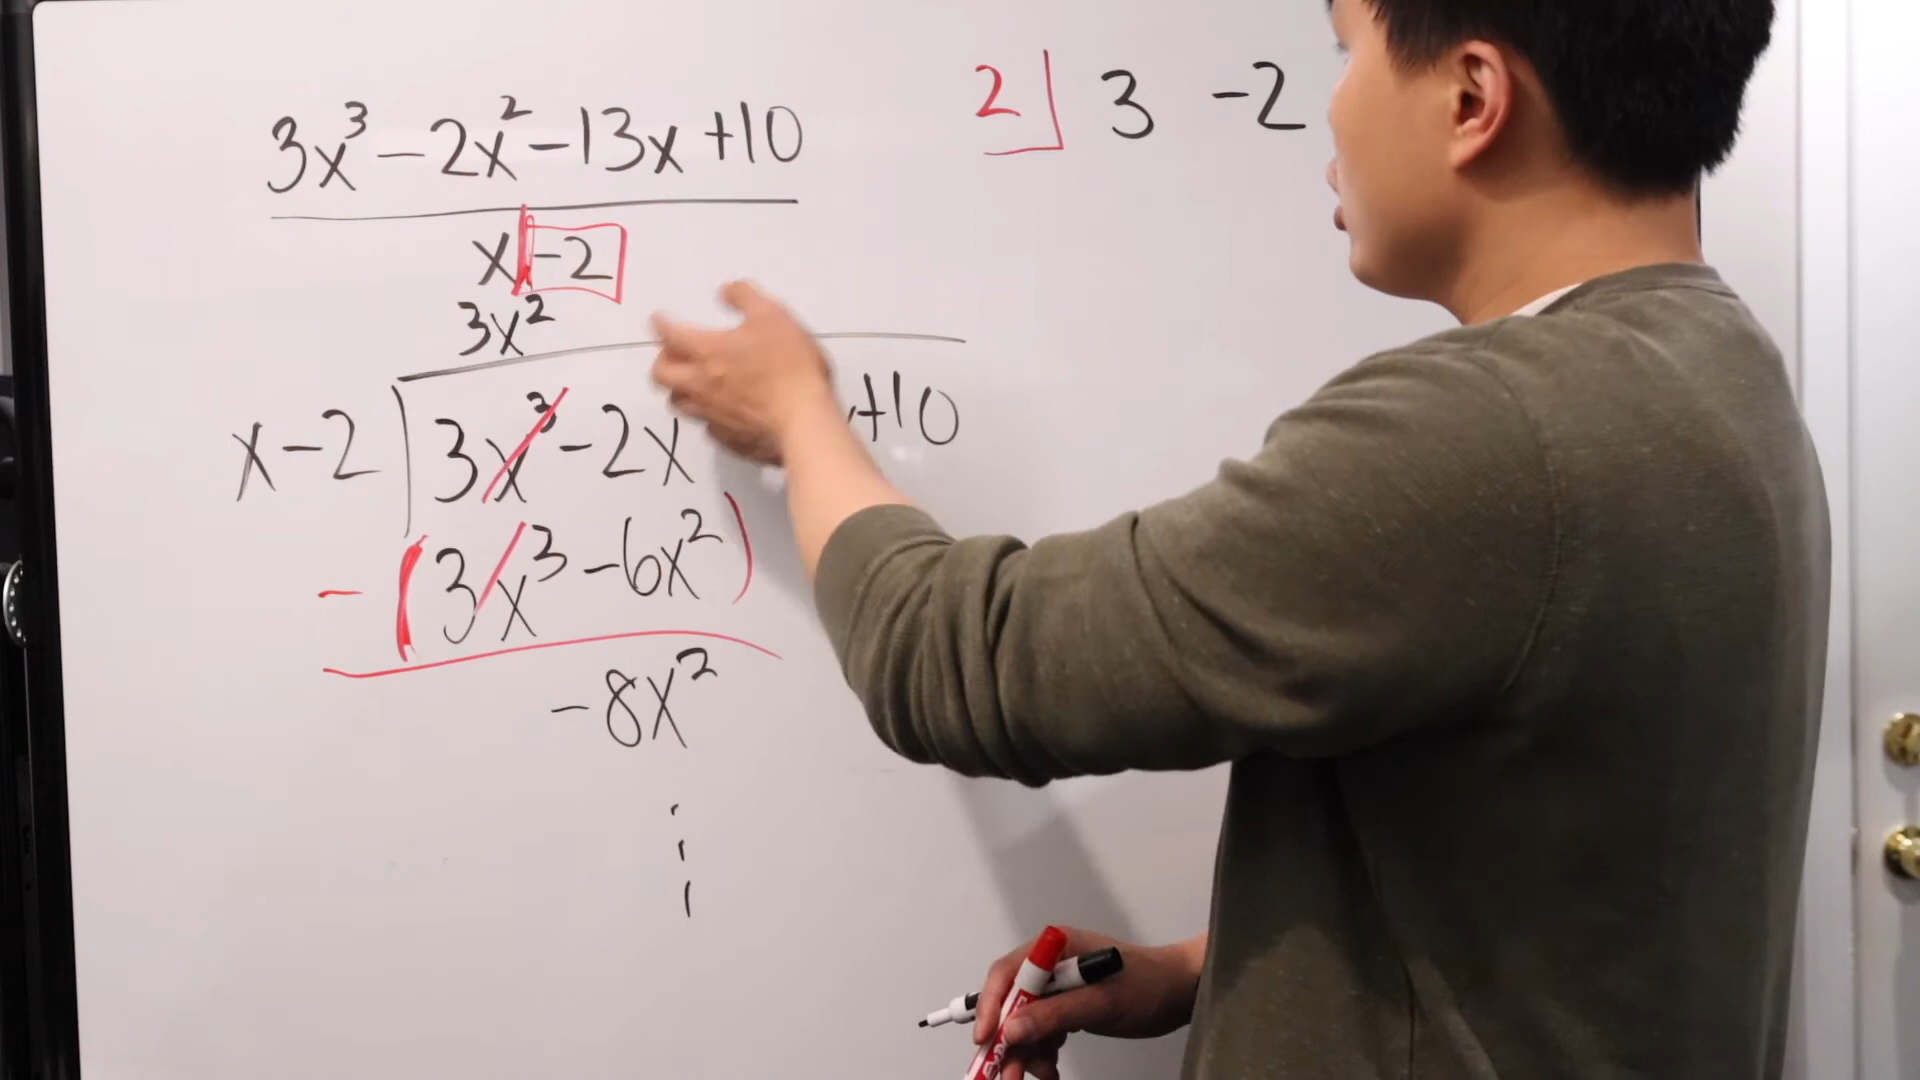 3x³ − 2x² − 13x + 10
x − 2
3x²
x − 2 ) 3x³ − 2x +10
− (3x³ − 6x²)
− 8x²
2 3 −2